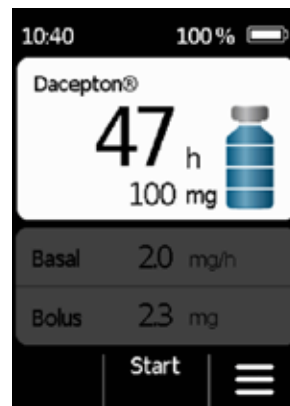 10:40 100 %
Dacepton®
47 h
100 mg
Basal 2.0 mg/h
Bolus 2.3 mg
Start